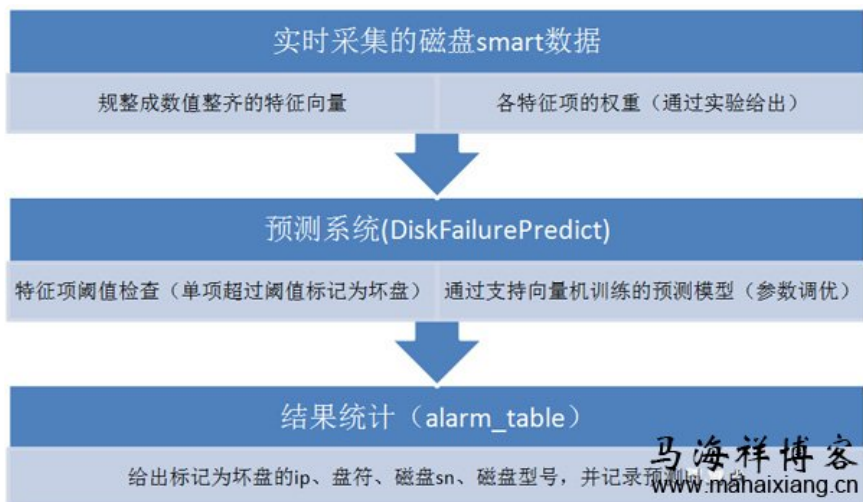 实时采集的磁盘smart数据
规整成数值整齐的特征向量
各特征项的权重（通过实验给出）
预测系统(DiskFailurePredict)
特征项阈值检查（单项超过阈值标记为坏盘）
通过支持向量机训练的预测模型（参数调优）
结果统计（alarm_table）
给出标记为坏盘的ip、盘符、磁盘sn、磁盘型号，并记录预测
马海祥博客
www.mahaixiang.cn